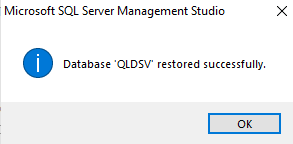 Microsoft SQL Server Management Studio
Database 'QLDSV' restored successfully.
OK